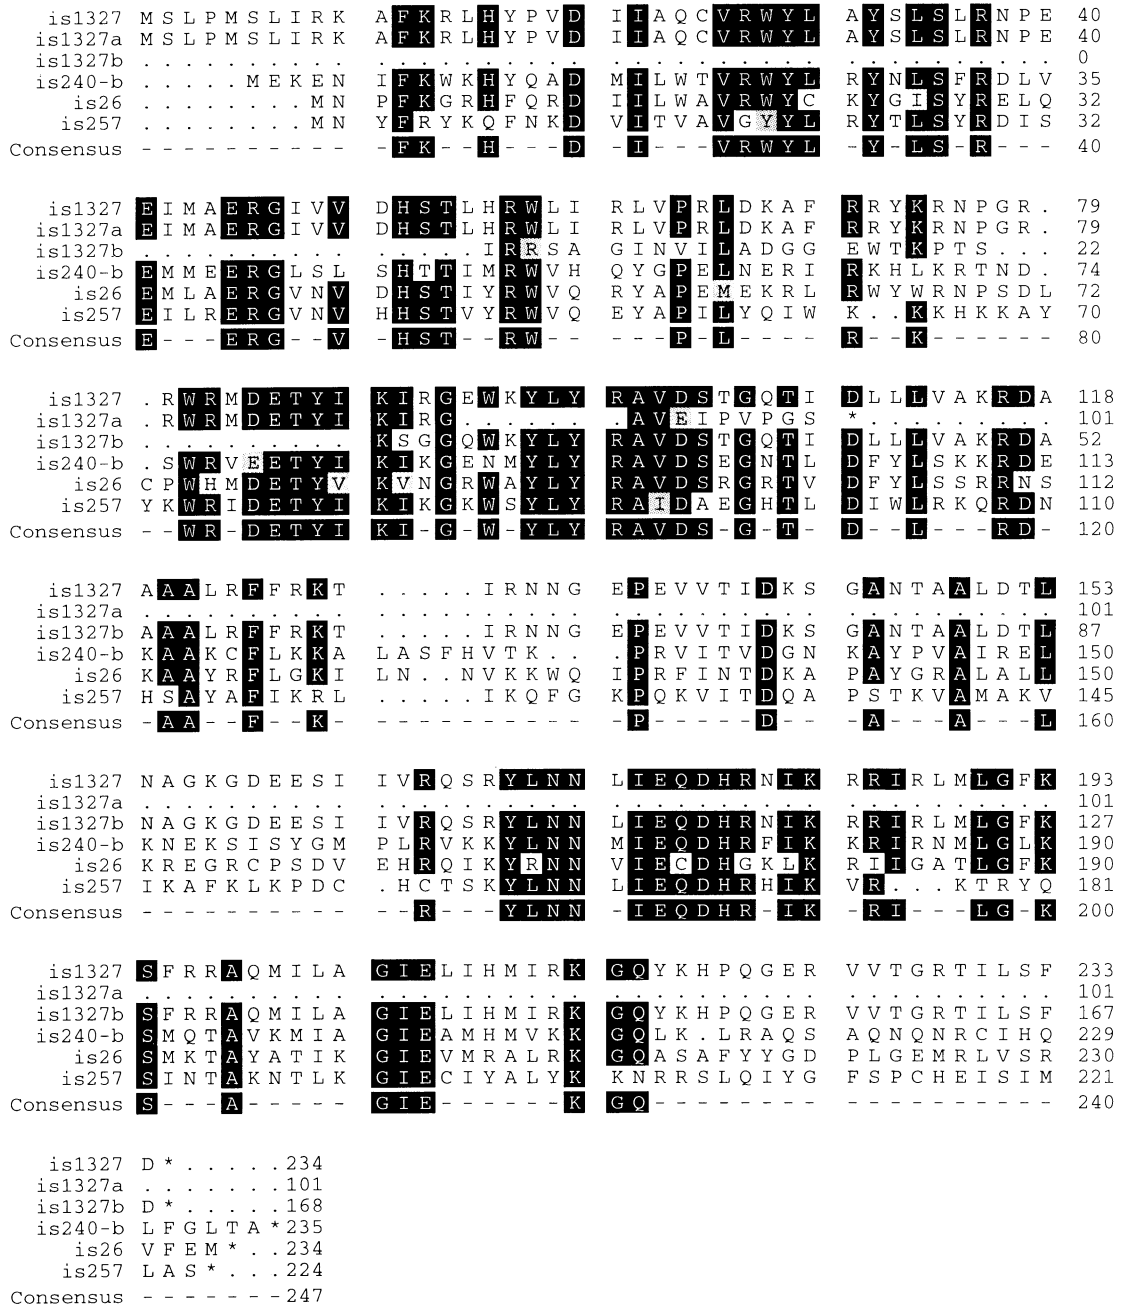 is1327 MSLPMSLIRK AFKRLHYPVD IIAQCVRWYL AYSLSLRNPE 40
is1327a MSLPMSLIRK AFKRLHYPVD IIAQCVRWYL AYSLSLRNPE 40
is1327b .......... .......... .......... .......... 0
is240-b .....MEKEN IFKWKHYQAD MILWTVRWYL RYNLSFRDLV 35
is26 ........MN PFKGRHFQRD IILWAVRWYC KYGISYRELQ 32
is257 ........MN YFRYKQFNKD VITVAVGYYL RYTLSYRDIS 32
Consensus ---------- -FK--H---D -I---VRWYL -Y-LS-R--- 40
is1327 EIMAERGIVV DHSTLHRWLI RLVPRLDKAF RRYKRNPGR. 79
is1327a EIMAERGIVV DHSTLHRWLI RLVPRLDKAF RRYKRNPGR. 79
is1327b .......... .....IRRSA GINVILADGG EWTKPTS... 22
is240-b EMMEERGLSL SHTTIMRWVH QYGPELNERI RKHLKRTND. 74
is26 EMLAERGVNV DHSTIYRWVQ RYAPEMEKRL RWYWRNPSDL 72
is257 EILRERGVNV HHSTVYRWVQ EYAPILYQIW K..KKHKKAY 70
Consensus E---ERG--V -HST--RW-- ---P-L---- R--K------ 80
is1327 .RWRMDETYI KIRGEWKYLY RAVDSTGQTI DLLLVAKRDA 118
is1327a .RWRMDETYI KIRG...... .AVEIPVPGS *......... 101
is1327b .......... KSGGQWKYLY RAVDSTGQTI DLLLVAKRDA 52
is240-b .SWRVEETYI KIKGENMYLY RAVDSEGNTL DFYLSKKRDE 113
is26 CPWHMDETYV KVNGRWAYLY RAVDSRGRTV DFYLSSRRNS 112
is257 YKWRIDETYI KIKGKWSYLY RAIDAEGHTL DIWLRKQRDN 110
Consensus --WR-DETYI KI-G-W-YLY RAVDS-G-T- D--L---RD- 120
is1327 AAALRFFRKT .....IRNNG EPEVVTIDKS GANTAALDTL 153
is1327a .......... .......... .......... .......... 101
is1327b AAALRFFRKT .....IRNNG EPEVVTIDKS GANTAALDTL 87
is240-b KAAKCFLKKA LASFHVTK.. .PRVITVDGN KAYPVAIREL 150
is26 KAAYRFLGKI LN..NVKKWQ IPRFINTDKA PAYGRALALL 150
is257 HSAYAFIKRL .....IKQFG KPQKVITDQA PSTKVAMAKV 145
Consensus -AA--F--K- ---------- -P-----D-- -A---A---L 160
is1327 NAGKGDEESI IVRQSRYLNN LIEQDHRNIK RRIRLMLGFK 193
is1327a .......... .......... .......... .......... 101
is1327b NAGKGDEESI IVRQSRYLNN LIEQDHRNIK RRIRLMLGFK 127
is240-b KNEKSISYGM PLRVKKYLNN MIEQDHRFIK KRIRNMLGLK 190
is26 KREGRCPSDV EHRQIKYRNN VIECDHGKLK RIIGATLGFK 190
is257 IKAFKLKPDC .HCTSKYLNN LIEQDHRHIK VR...KTRYQ 181
Consensus ---------- --R---YLNN -IEQDHR-IK -RI---LG-K 200
is1327 SFRRAQMILA GIELIHMIRK GQYKHPQGER VVTGRTILSF 233
is1327a .......... .......... .......... .......... 101
is1327b SFRRAQMILA GIELIHMIRK GQYKHPQGER VVTGRTILSF 167
is240-b SMQTAVKMIA GIEAMHMVKK GQLK.LRAQS AQNQNRCIHQ 229
is26 SMKTAYATIK GIEVMRALRK GQASAFYYGD PLGEMRLVSR 230
is257 SINTAKNTLK GIECIYALYK KNRRSLQIYG FSPCHEISIM 221
Consensus S---A----- GIE------K GQ-------- ---------- 240
is1327 D*.....234
is1327a .......101
is1327b D*.....168
is240-b LFGLTA*235
is26 VFEM*..234
is257 LAS*...224
Consensus -------247